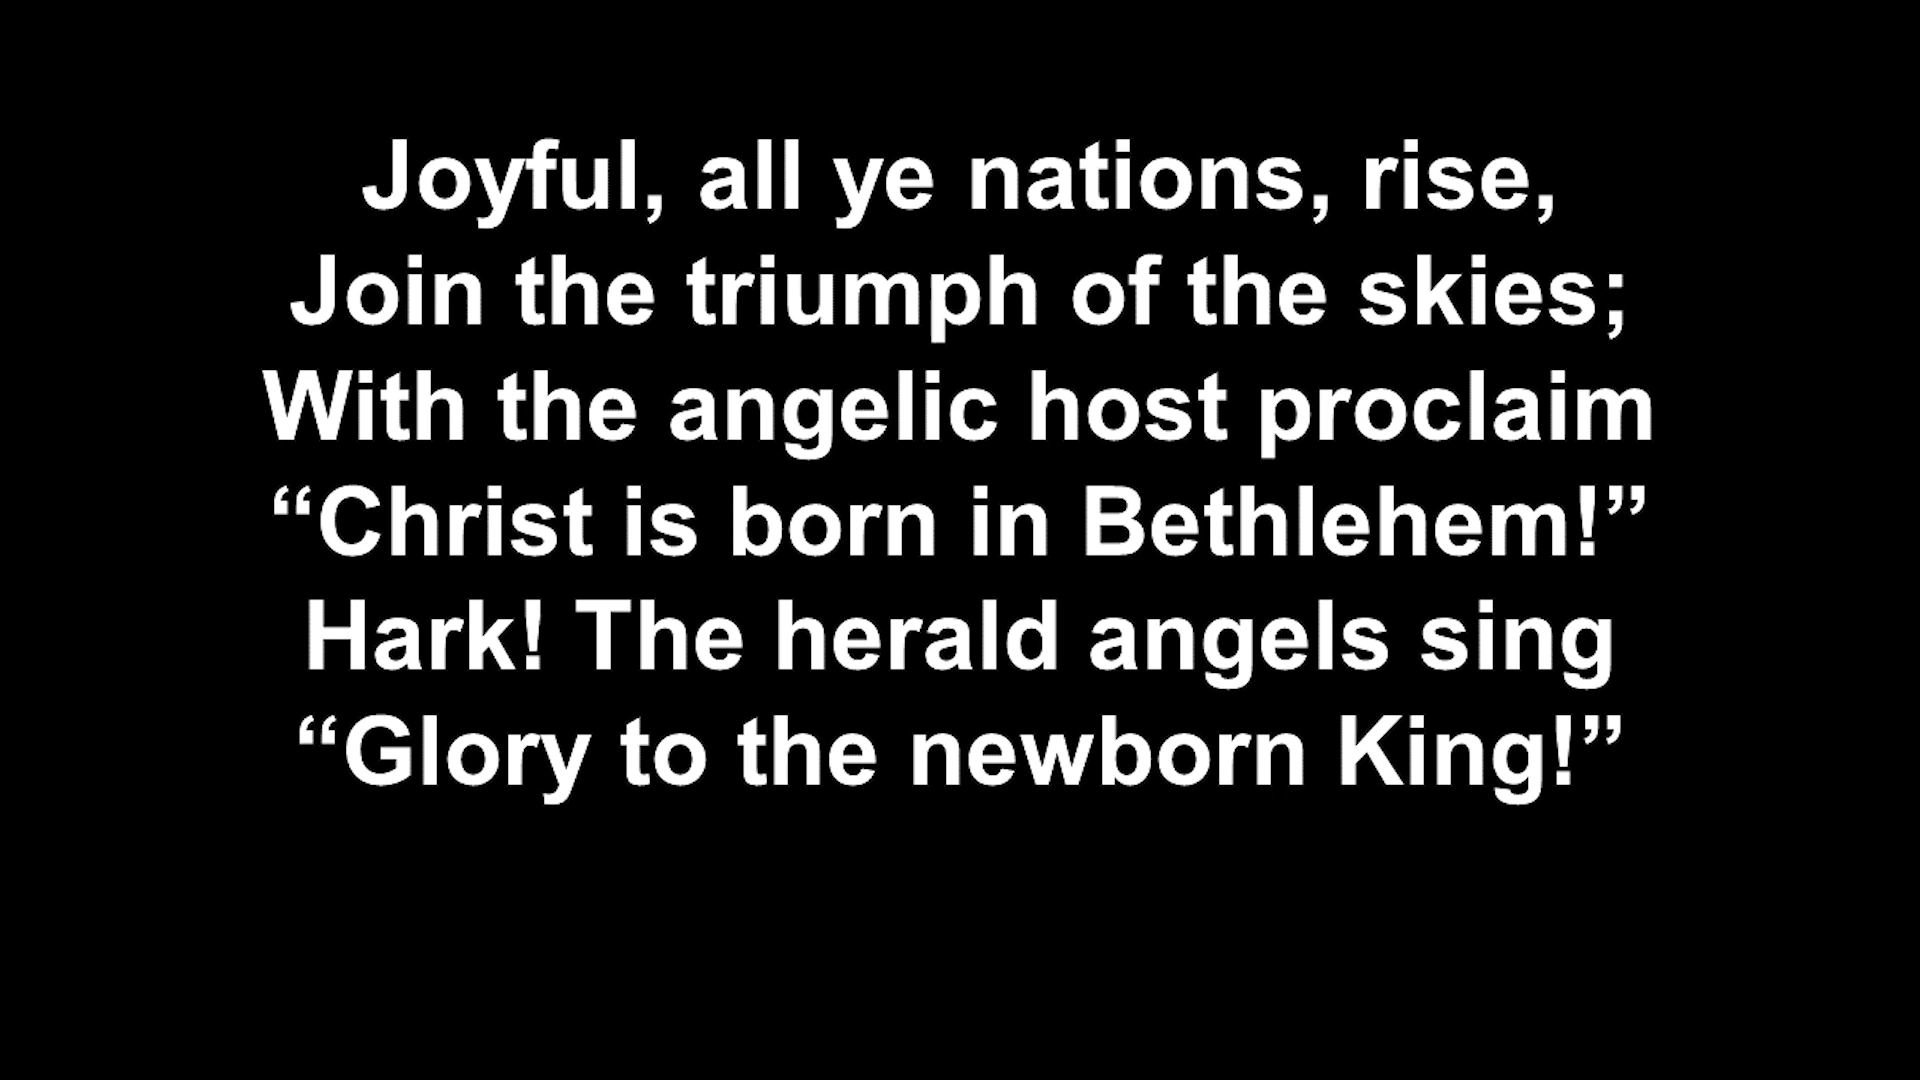 Joyful, all ye nations, rise,
Join the triumph of the skies;
With the angelic host proclaim
“Christ is born in Bethlehem!”
Hark! The herald angels sing
“Glory to the newborn King!”